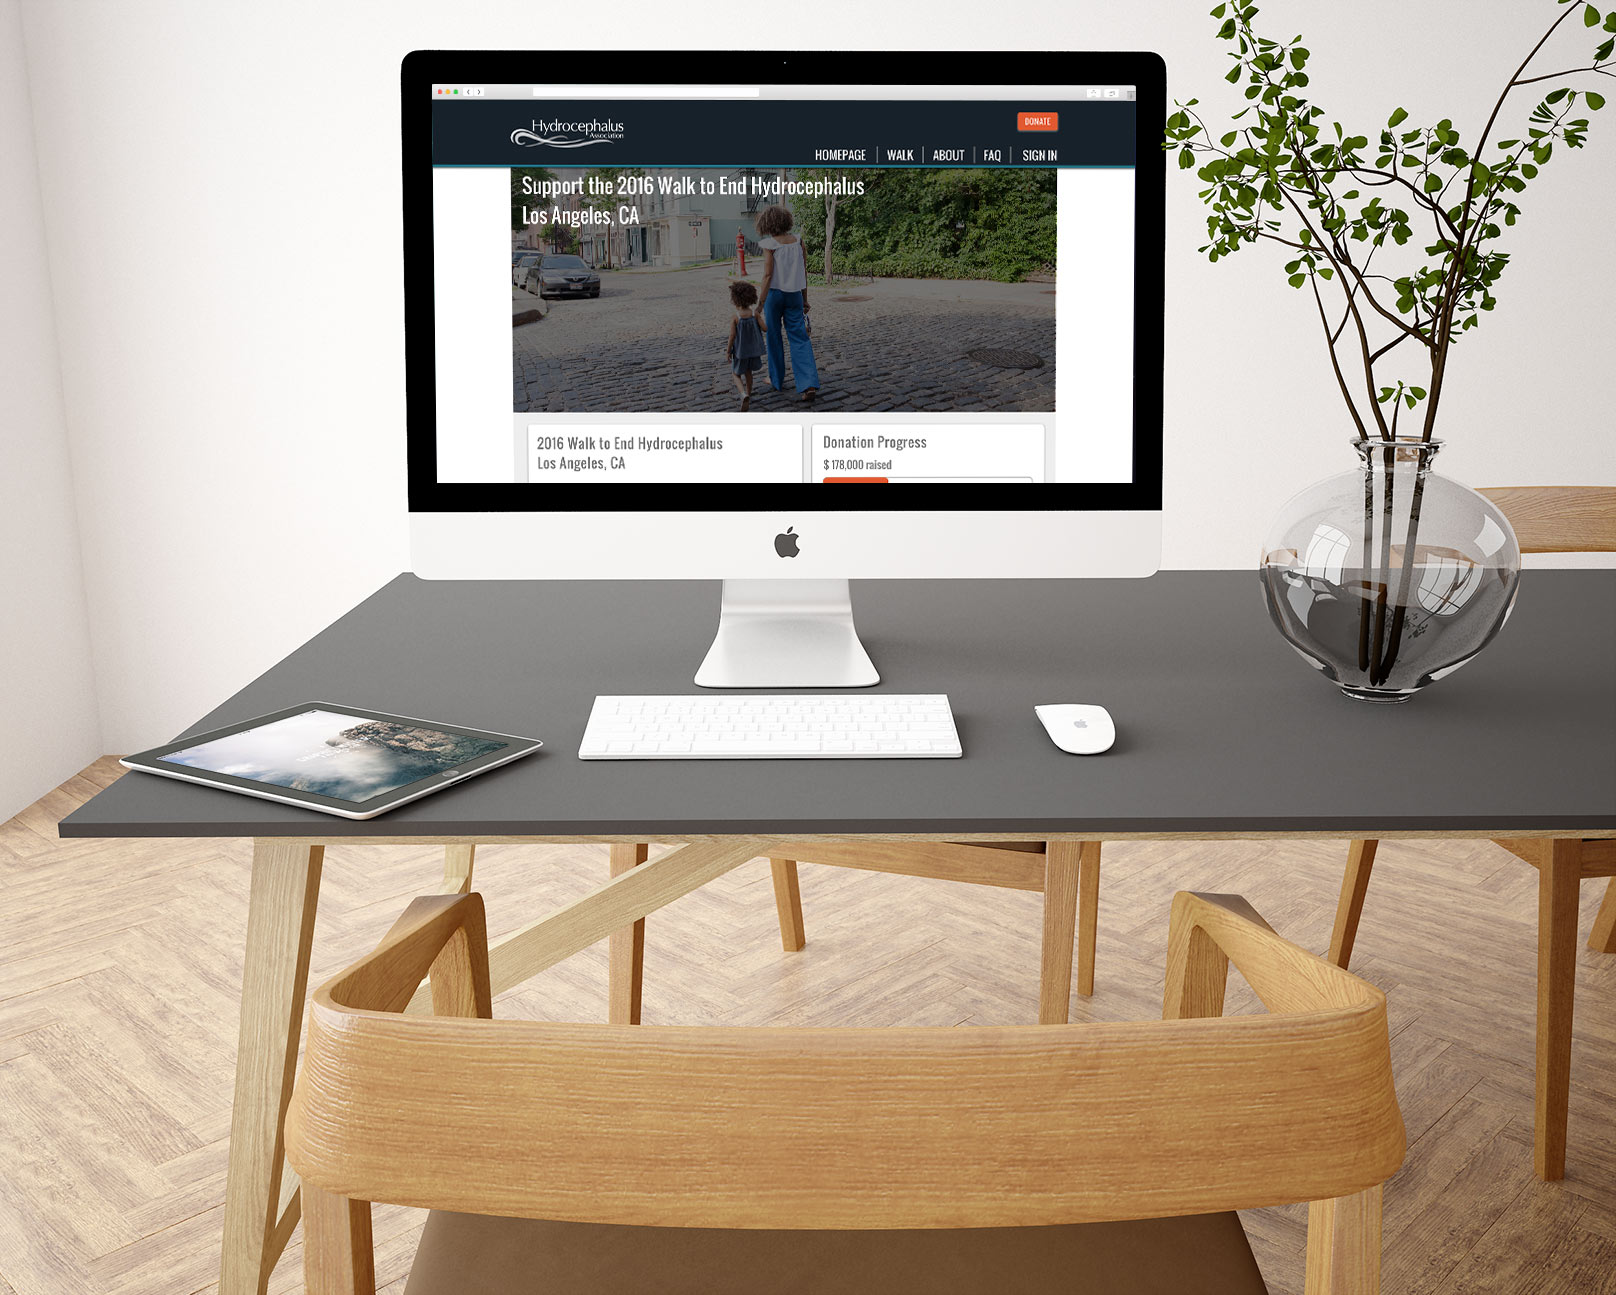 Hydrocephalus
Association
DONATE
HOMEPAGE
WALK
ABOUT
FAQ
SIGN IN
Support the 2016 Walk to End Hydrocephalus
Los Angeles, CA
2016 Walk to End Hydrocephalus
Los Angeles, CA
Donation Progress
$ 178,000 raised